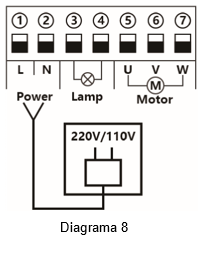 ① ② ③ ④ ⑤ ⑥ ⑦
L N U V W
Power Lamp M Motor
220V/110V
Diagrama 8